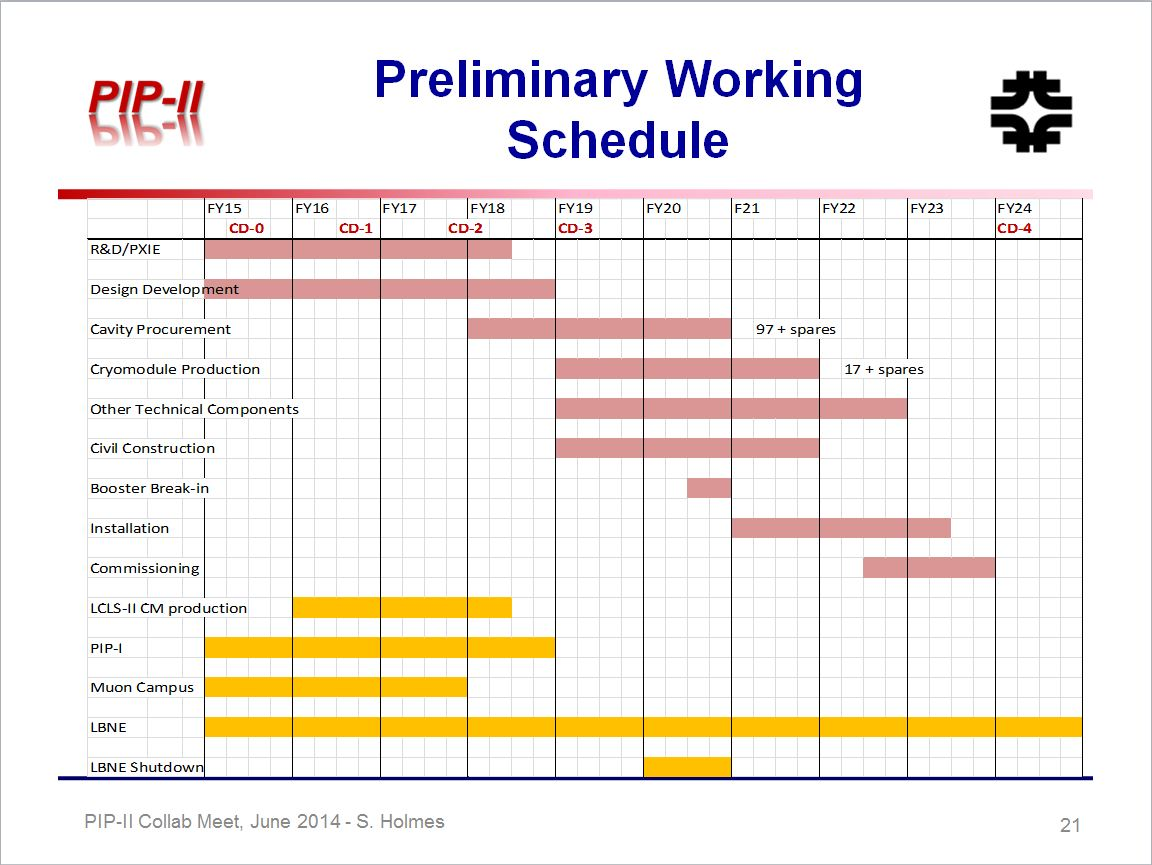 PIP-II
Preliminary Working
Schedule
FY15 FY16 FY17 FY18 FY19 FY20 F21 FY22 FY23 FY24
CD-0 CD-1 CD-2 CD-3 CD-4
R&D/PXIE
Design Development
Cavity Procurement 97 + spares
Cryomodule Production 17 + spares
Other Technical Components
Civil Construction
Booster Break-in
Installation
Commissioning
LCLS-II CM production
PIP-I
Muon Campus
LBNE
LBNE Shutdown
PIP-II Collab Meet, June 2014 - S. Holmes 21